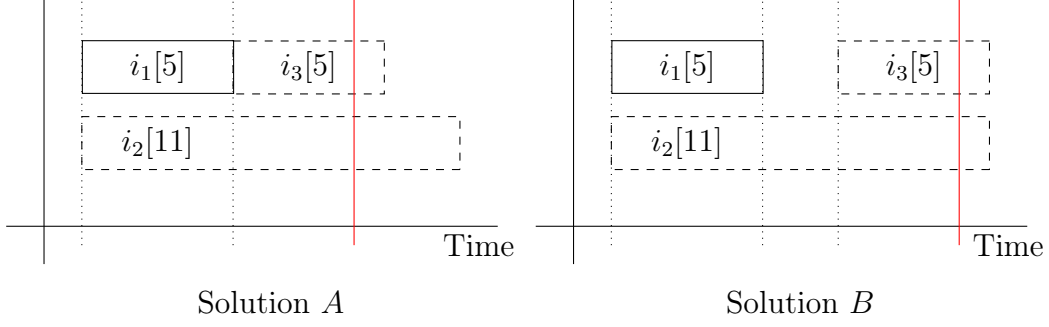 i₁[5] i₃[5]
i₂[11]
Time
Solution A
i₁[5] i₃[5]
i₂[11]
Time
Solution B